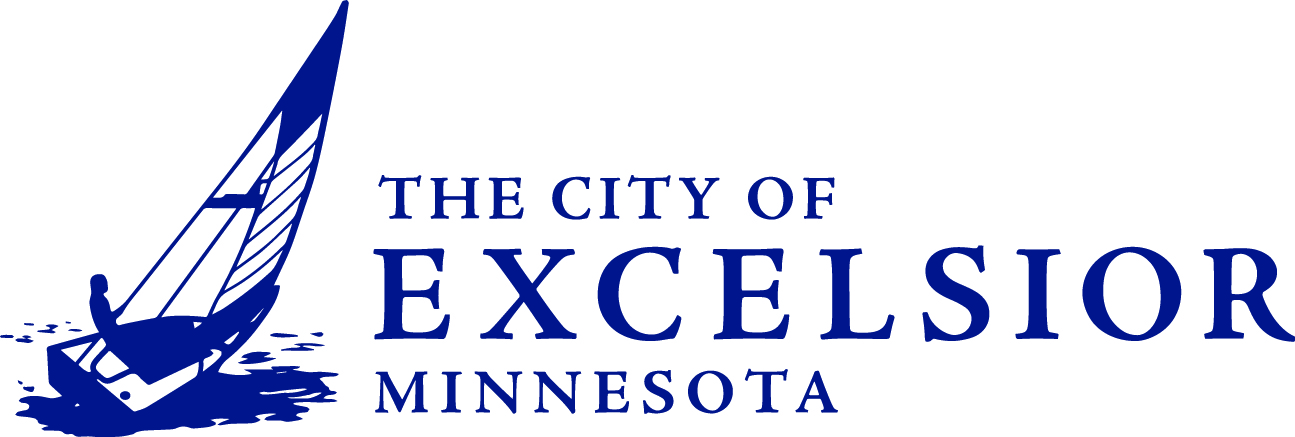 THE CITY OF
EXCELSIOR
MINNESOTA